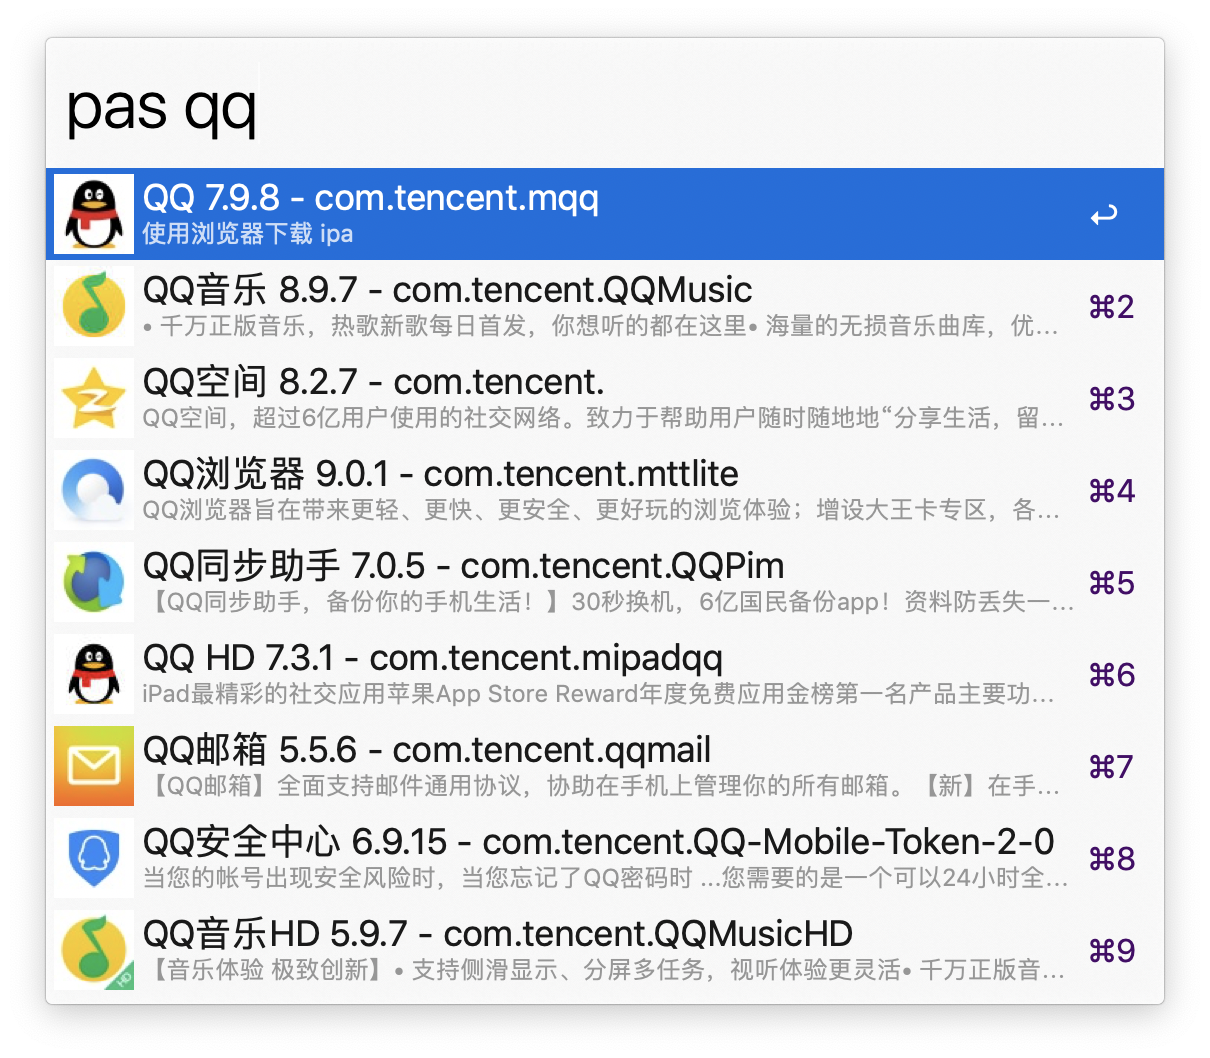 pas qq
QQ 7.9.8 - com.tencent.mqq
使用浏览器下载 ipa
QQ音乐 8.9.7 - com.tencent.QQMusic
⌘2
• 千万正版音乐，热歌新歌每日首发，你想听的都在这里• 海量的无损音乐曲库，优…
QQ空间 8.2.7 - com.tencent.
⌘3
QQ空间，超过6亿用户使用的社交网络。致力于帮助用户随时随地地“分享生活，留…
QQ浏览器 9.0.1 - com.tencent.mttlite
⌘4
QQ浏览器旨在带来更轻、更快、更安全、更好玩的浏览体验；增设大王卡专区，各…
QQ同步助手 7.0.5 - com.tencent.QQPim
⌘5
【QQ同步助手，备份你的手机生活！】30秒换机，6亿国民备份app！资料防丢失一…
QQ HD 7.3.1 - com.tencent.mipadqq
⌘6
iPad最精彩的社交应用苹果App Store Reward年度免费应用金榜第一名产品主要功…
QQ邮箱 5.5.6 - com.tencent.qqmail
⌘7
【QQ邮箱】全面支持邮件通用协议，协助在手机上管理你的所有邮箱。【新】在手…
QQ安全中心 6.9.15 - com.tencent.QQ-Mobile-Token-2-0
⌘8
当您的帐号出现安全风险时，当您忘记了QQ密码时 ...您需要的是一个可以24小时全…
QQ音乐HD 5.9.7 - com.tencent.QQMusicHD
⌘9
【音乐体验 极致创新】• 支持侧滑显示、分屏多任务，视听体验更灵活• 千万正版音…
HD